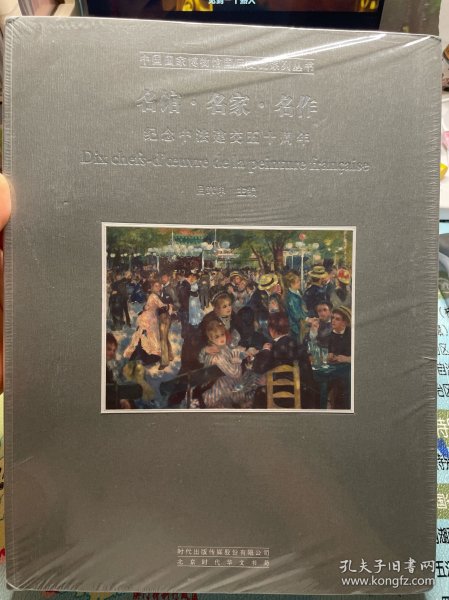 中国国家博物馆国际交流系列丛书
名馆·名家·名作
纪念中法建交五十周年
Dix chefs-d'œuvre de la peinture française
吕章申 主编
时代出版传媒股份有限公司
北京时代华文书局
孔夫子旧书网
www.kongfz.com